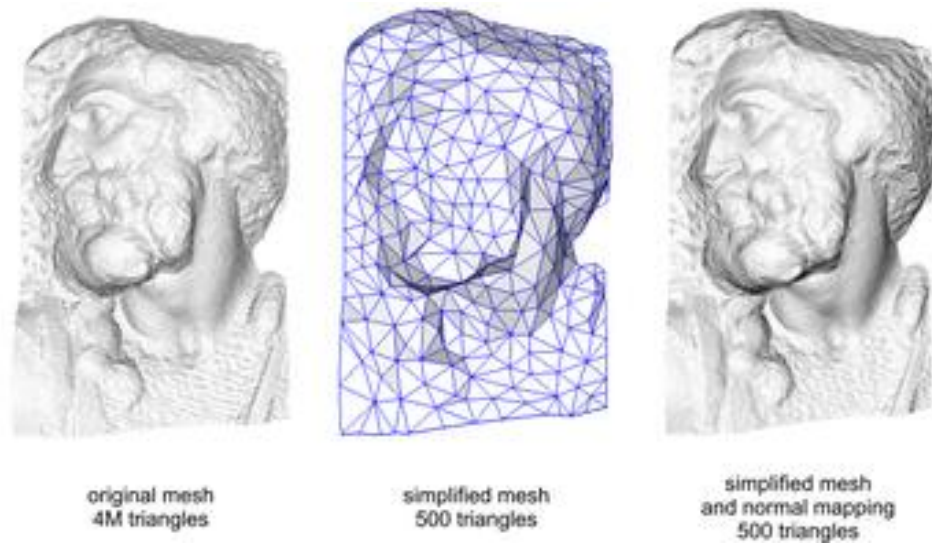 original mesh
4M triangles
simplified mesh
500 triangles
simplified mesh
and normal mapping
500 triangles